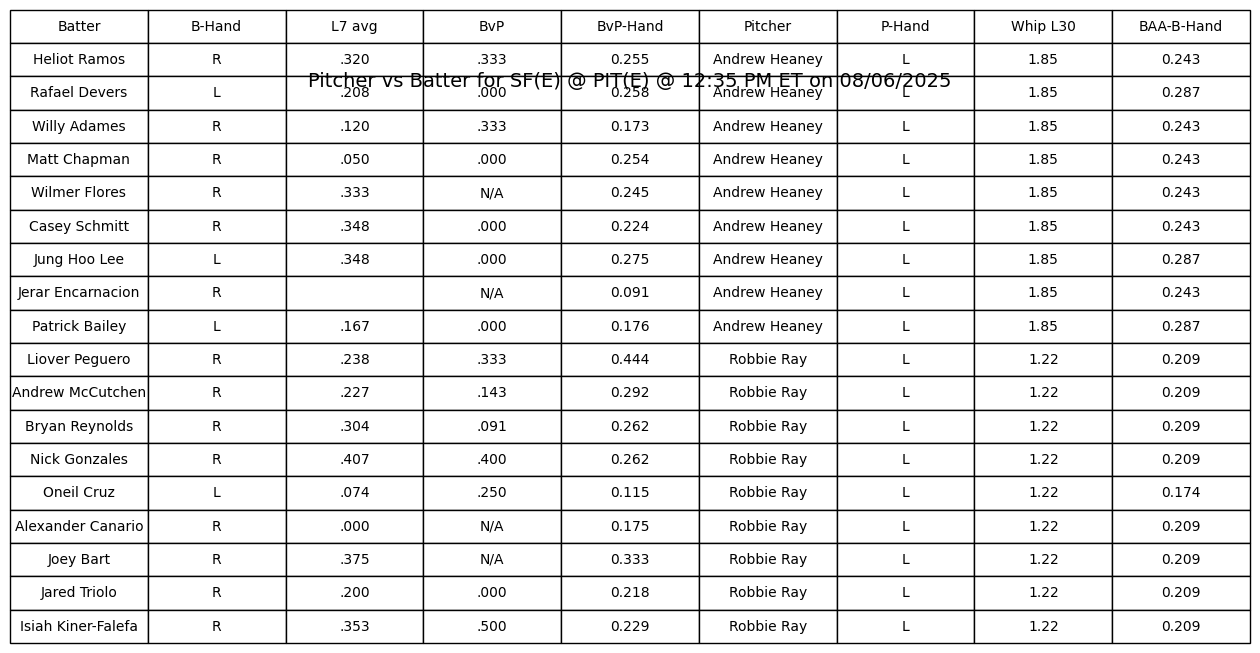 Batter B-Hand L7 avg BvP BvP-Hand Pitcher P-Hand Whip L30 BAA-B-Hand
Heliot Ramos R .320 .333 0.255 Andrew Heaney L 1.85 0.243
Pitcher vs Batter for SF(E) @ PIT(E) @ 12:35 PM ET on 08/06/2025
Rafael Devers L .208 .000 0.258 Andrew Heaney L 1.85 0.287
Willy Adames R .120 .333 0.173 Andrew Heaney L 1.85 0.243
Matt Chapman R .050 .000 0.254 Andrew Heaney L 1.85 0.243
Wilmer Flores R .333 N/A 0.245 Andrew Heaney L 1.85 0.243
Casey Schmitt R .348 .000 0.224 Andrew Heaney L 1.85 0.243
Jung Hoo Lee L .348 .000 0.275 Andrew Heaney L 1.85 0.287
Jerar Encarnacion R N/A 0.091 Andrew Heaney L 1.85 0.243
Patrick Bailey L .167 .000 0.176 Andrew Heaney L 1.85 0.287
Liover Peguero R .238 .333 0.444 Robbie Ray L 1.22 0.209
Andrew McCutchen R .227 .143 0.292 Robbie Ray L 1.22 0.209
Bryan Reynolds R .304 .091 0.262 Robbie Ray L 1.22 0.209
Nick Gonzales R .407 .400 0.262 Robbie Ray L 1.22 0.209
Oneil Cruz L .074 .250 0.115 Robbie Ray L 1.22 0.174
Alexander Canario R .000 N/A 0.175 Robbie Ray L 1.22 0.209
Joey Bart R .375 N/A 0.333 Robbie Ray L 1.22 0.209
Jared Triolo R .200 .000 0.218 Robbie Ray L 1.22 0.209
Isiah Kiner-Falefa R .353 .500 0.229 Robbie Ray L 1.22 0.209